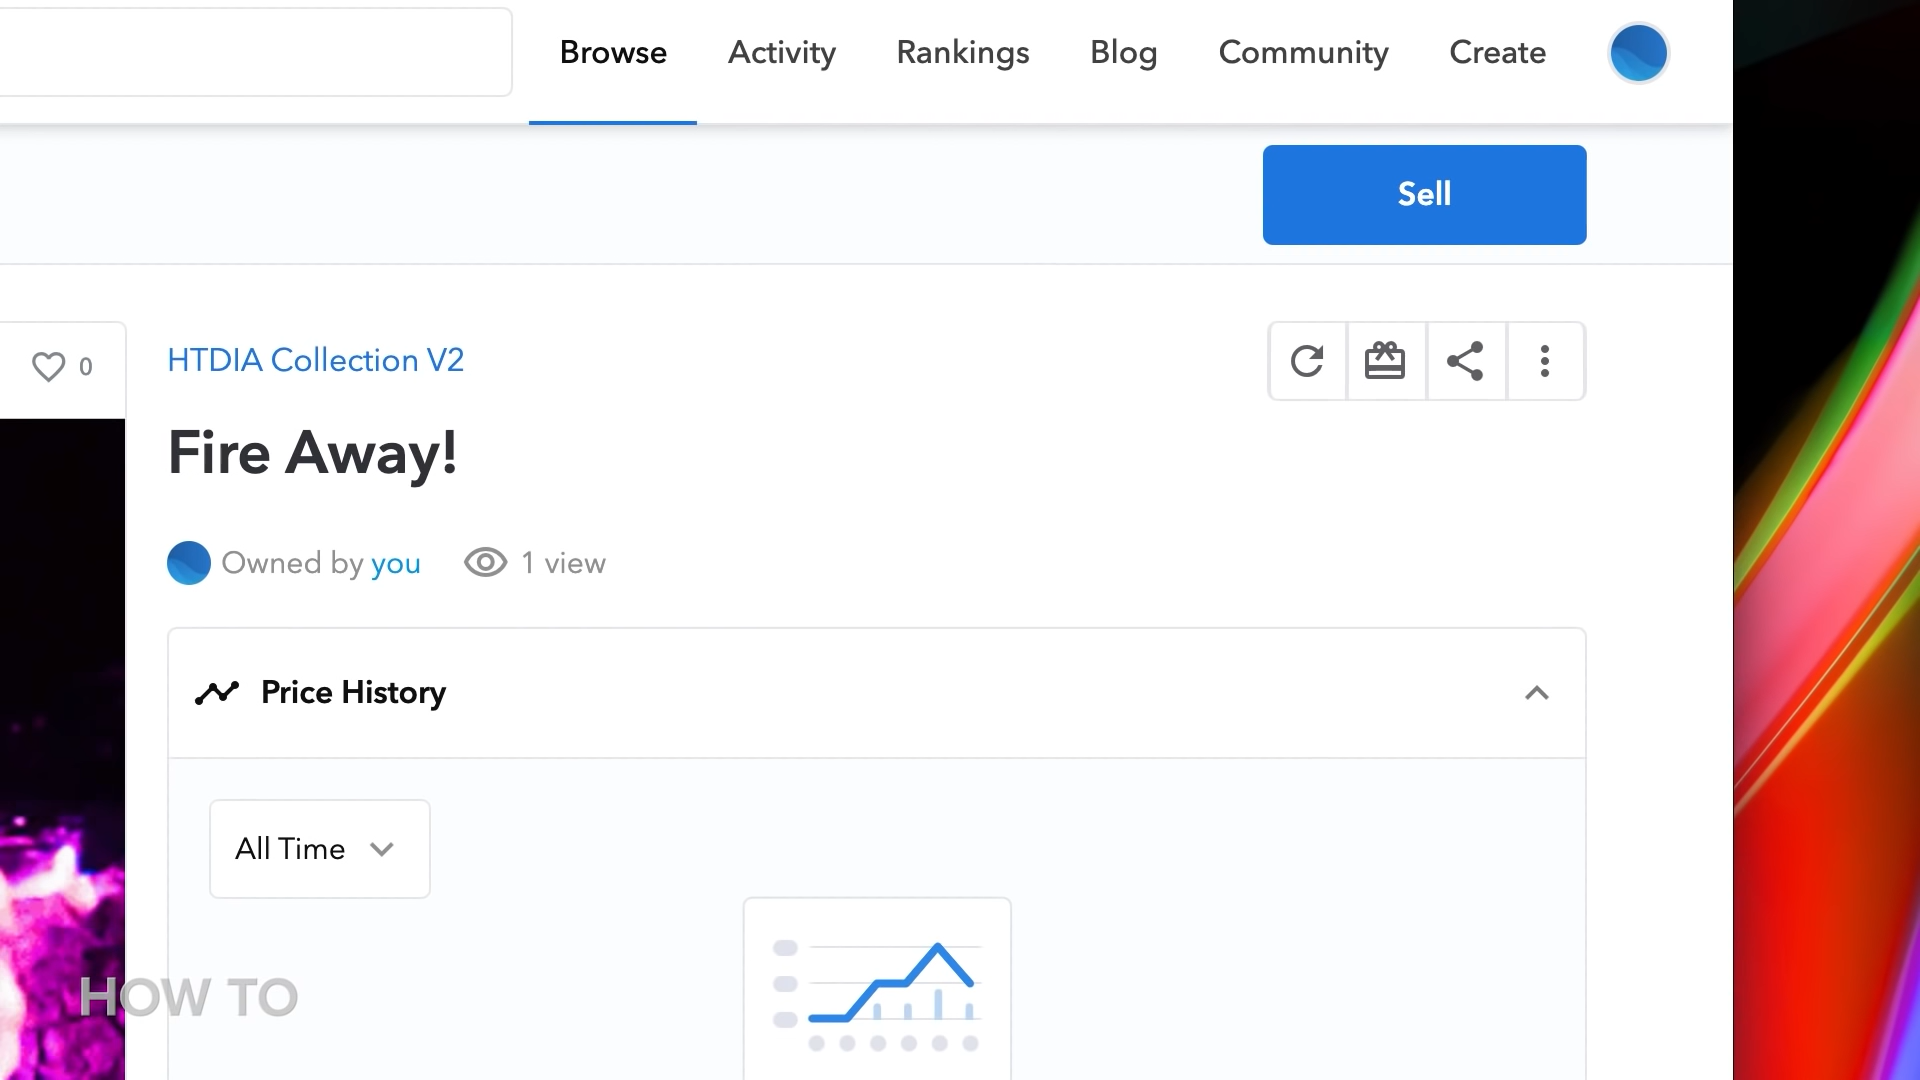 Browse Activity Rankings Blog Community Create
Sell
0
HTDIA Collection V2
Fire Away!
Owned by you 1 view
Price History
All Time
HOW TO